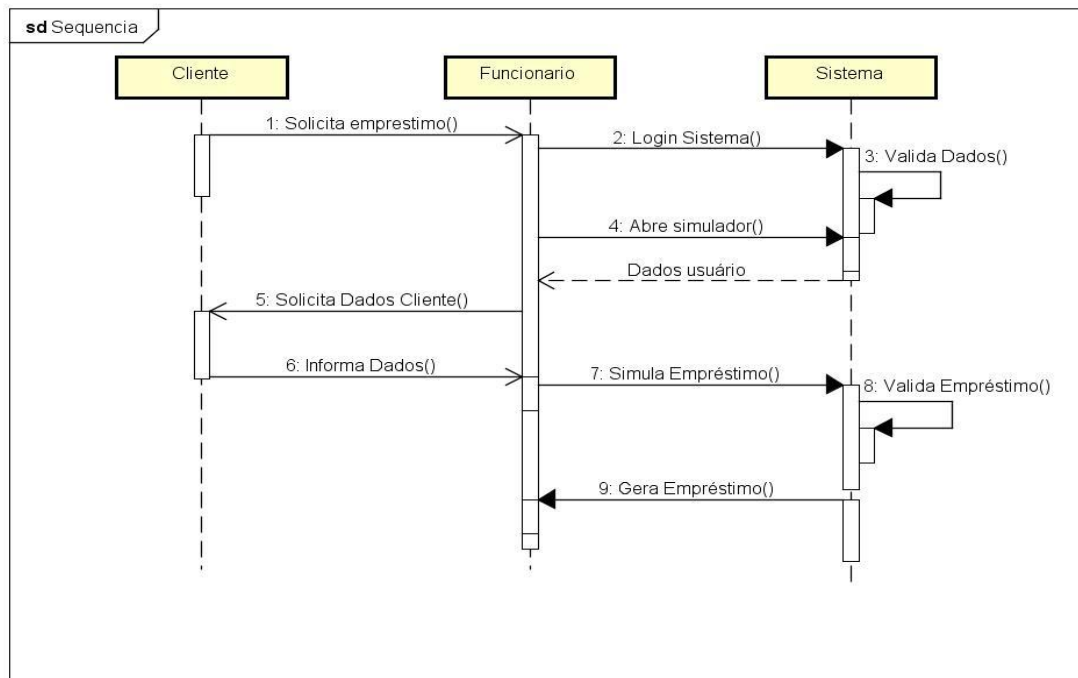 sd Sequencia
Cliente
Funcionario
Sistema
1: Solicita emprestimo()
2: Login Sistema()
3: Valida Dados()
4: Abre simulador()
Dados usuário
5: Solicita Dados Cliente()
6: Informa Dados()
7: Simula Empréstimo()
8: Valida Empréstimo()
9: Gera Empréstimo()